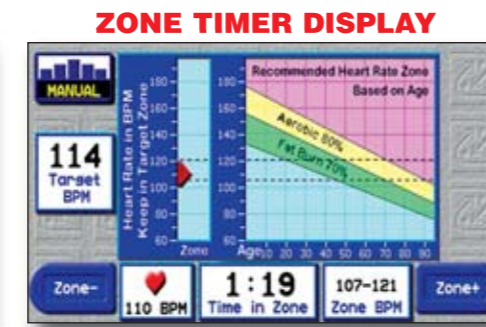 ZONE TIMER DISPLAY
MANUAL
114
Target
BPM
Heart Rate in BPM
Keep in Target Zone
180
160
140
120
100
80
60
Zone
180
160
140
120
100
80
60
Recommended Heart Rate Zone
Based on Age
Aerobic 80%
Fat Burn 70%
Age 10 20 30 40 50 60 70 80 90
Zone-
110 BPM
1:19
Time in Zone
107-121
Zone BPM
Zone+